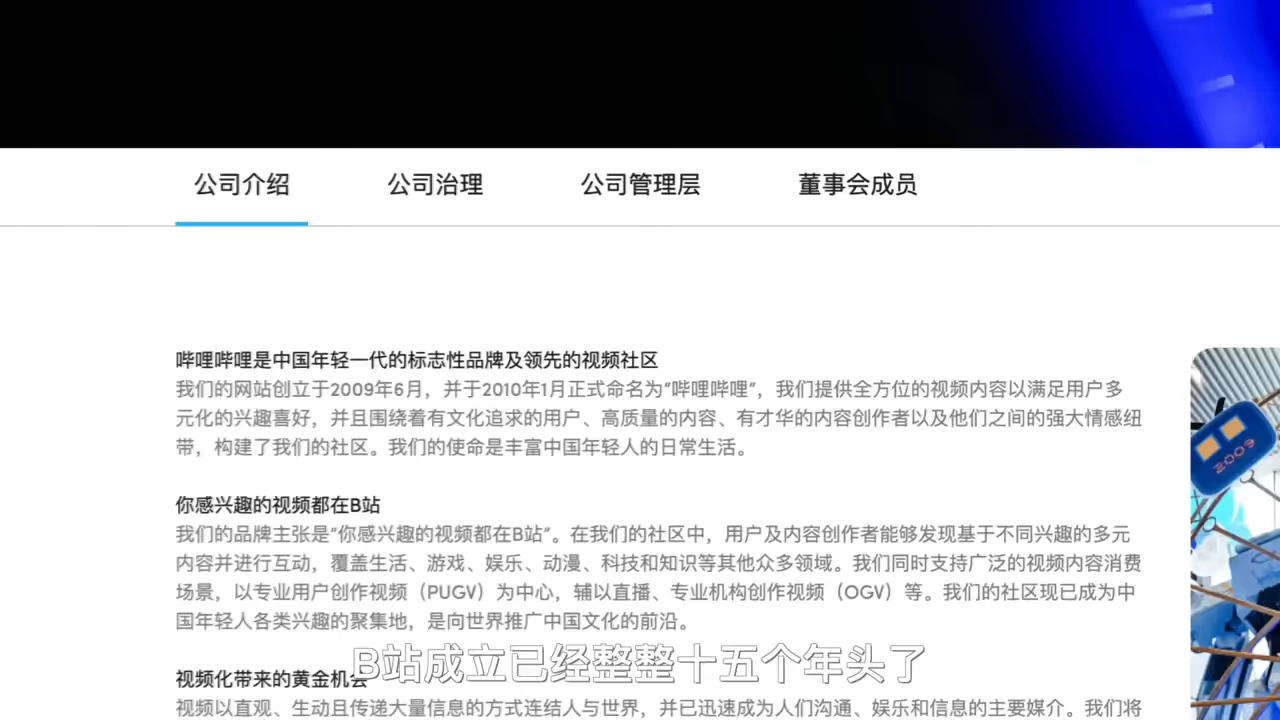 公司介绍 公司治理 公司管理层 董事会成员
哔哩哔哩是中国年轻一代的标志性品牌及领先的视频社区
我们的网站创立于2009年6月，并于2010年1月正式命名为“哔哩哔哩”，我们提供全方位的视频内容以满足用户多
元化的兴趣喜好，并且围绕着有文化追求的用户、高质量的内容、有才华的内容创作者以及他们之间的强大情感纽
带，构建了我们的社区。我们的使命是丰富中国年轻人的日常生活。
2009
你感兴趣的视频都在B站
我们的品牌主张是“你感兴趣的视频都在B站”。在我们的社区中，用户及内容创作者能够发现基于不同兴趣的多元
内容并进行互动，覆盖生活、游戏、娱乐、动漫、科技和知识等其他众多领域。我们同时支持广泛的视频内容消费
场景，以专业用户创作视频（PUGV）为中心，辅以直播、专业机构创作视频（OGV）等。我们的社区现已成为中
国年轻人各类兴趣的聚集地，是向世界推广中国文化的前沿。
B站成立已经整整十五个年头了
视频化带来的黄金机会
视频以直观、生动且传递大量信息的方式连结人与世界，并已迅速成为人们沟通、娱乐和信息的主要媒介。我们将